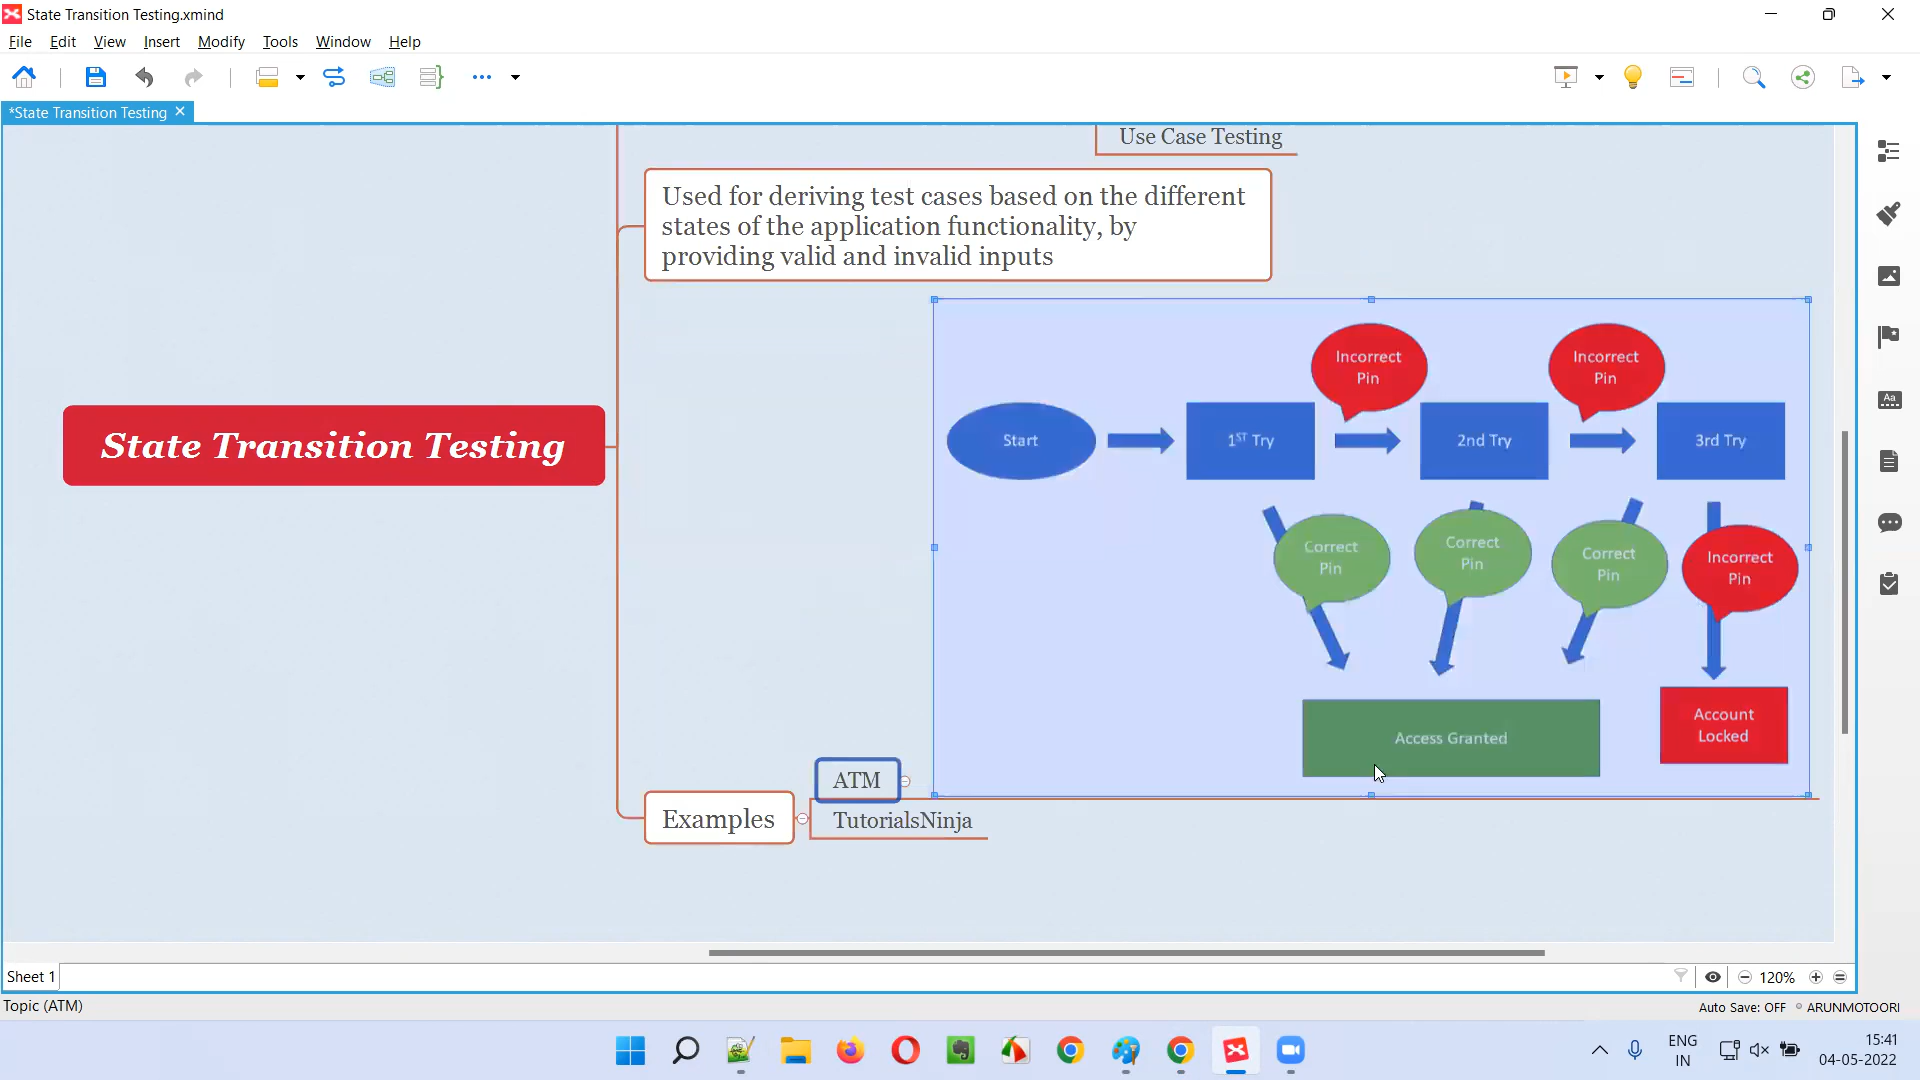 State Transition Testing.xmind
File Edit View Insert Modify Tools Window Help
*State Transition Testing
Use Case Testing
Used for deriving test cases based on the different
states of the application functionality, by
providing valid and invalid inputs
Incorrect
Pin
Incorrect
Pin
State Transition Testing
Start
1ST Try
2nd Try
3rd Try
Correct
Pin
Correct
Pin
Correct
Pin
Incorrect
Pin
Access Granted
Account
Locked
ATM
Examples
TutorialsNinja
Sheet 1
120%
Topic (ATM)
Auto Save: OFF
ARUNMOTOORI
ENG
IN
15:41
04-05-2022
Aa